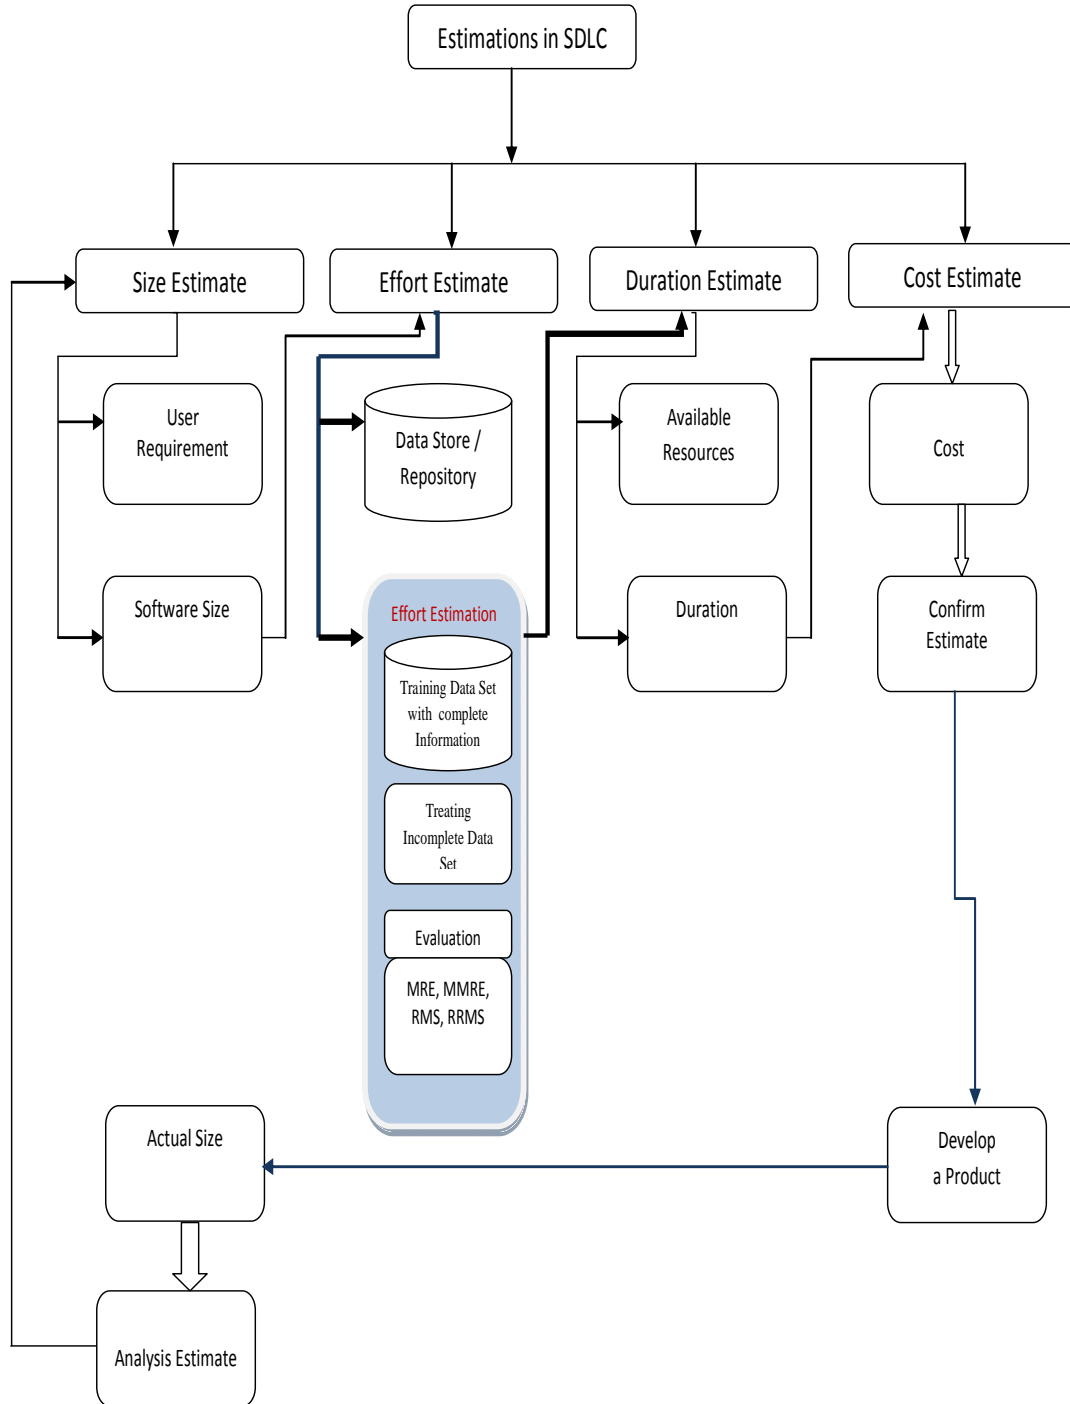 Estimations in SDLC
Size Estimate
Effort Estimate
Duration Estimate
Cost Estimate
User
Requirement
Data Store /
Repository
Available
Resources
Cost
Software Size
Effort Estimation
Training Data Set
with complete
Information
Treating
Incomplete Data
Set
Evaluation
MRE, MMRE,
RMS, RRMS
Duration
Confirm
Estimate
Actual Size
Develop
a Product
Analysis Estimate